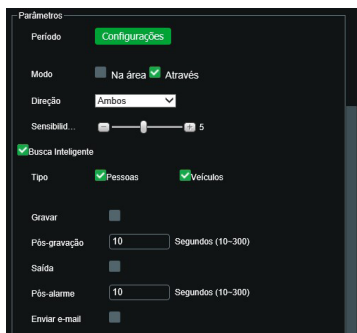 Parâmetros
Período Configurações
Modo Na área Através
Direção Ambos
Sensibilid... 5
Busca Inteligente
Tipo Pessoas Veículos
Gravar
Pós-gravação 10 Segundos (10~300)
Saída
Pós-alarme 10 Segundos (10~300)
Enviar e-mail